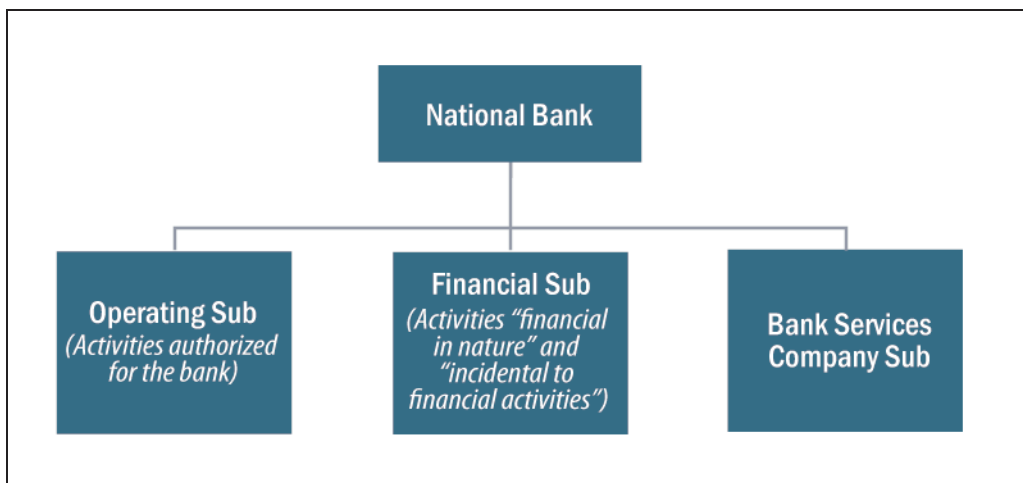 National Bank
Operating Sub
(Activities authorized
for the bank)
Financial Sub
(Activities “financial
in nature” and
“incidental to
financial activities”)
Bank Services
Company Sub